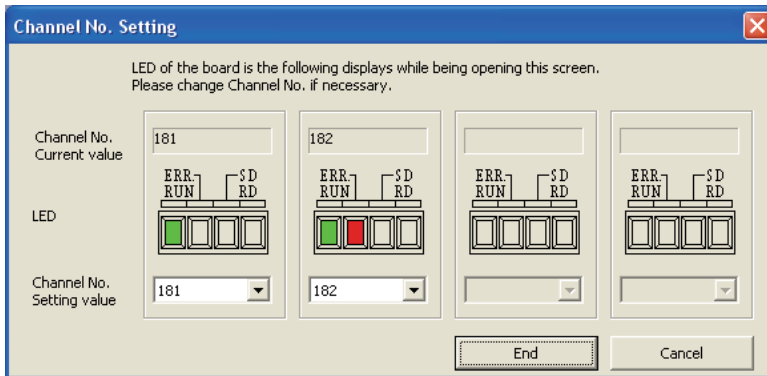 Channel No. Setting
LED of the board is the following displays while being opening this screen.
Please change Channel No. if necessary.
Channel No.
Current value
181
182
ERR. SD
RUN RD
ERR. SD
RUN RD
ERR. SD
RUN RD
ERR. SD
RUN RD
LED
Channel No.
Setting value
181
182
End
Cancel